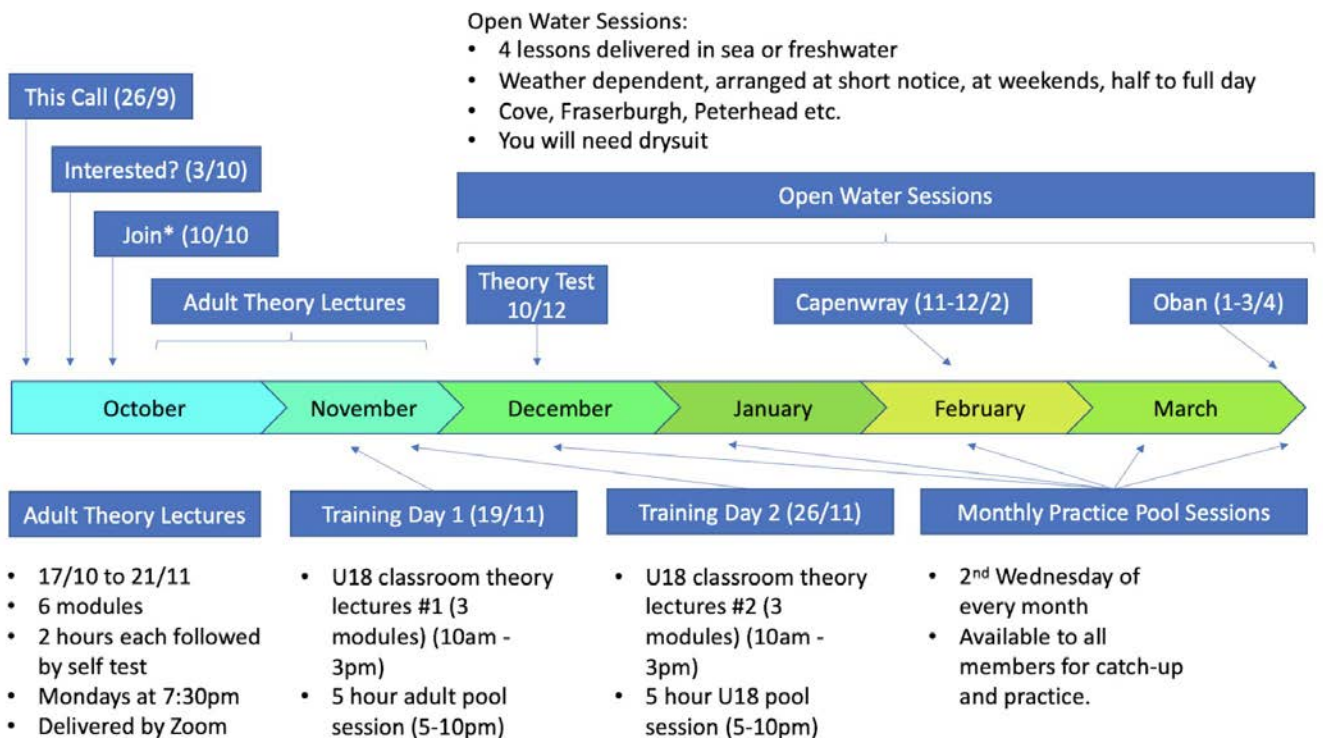 Open Water Sessions:
• 4 lessons delivered in sea or freshwater
• Weather dependent, arranged at short notice, at weekends, half to full day
• Cove, Fraserburgh, Peterhead etc.
• You will need drysuit
This Call (26/9)
Interested? (3/10)
Join* (10/10
Open Water Sessions
Adult Theory Lectures
Theory Test
10/12
Capenwray (11-12/2)
Oban (1-3/4)
October
November
December
January
February
March
Adult Theory Lectures
• 17/10 to 21/11
• 6 modules
• 2 hours each followed
by self test
• Mondays at 7:30pm
• Delivered by Zoom
Training Day 1 (19/11)
• U18 classroom theory
lectures #1 (3
modules) (10am -
3pm)
• 5 hour adult pool
session (5-10pm)
Training Day 2 (26/11)
• U18 classroom theory
lectures #2 (3
modules) (10am -
3pm)
• 5 hour U18 pool
session (5-10pm)
Monthly Practice Pool Sessions
• 2nd Wednesday of
every month
• Available to all
members for catch-up
and practice.